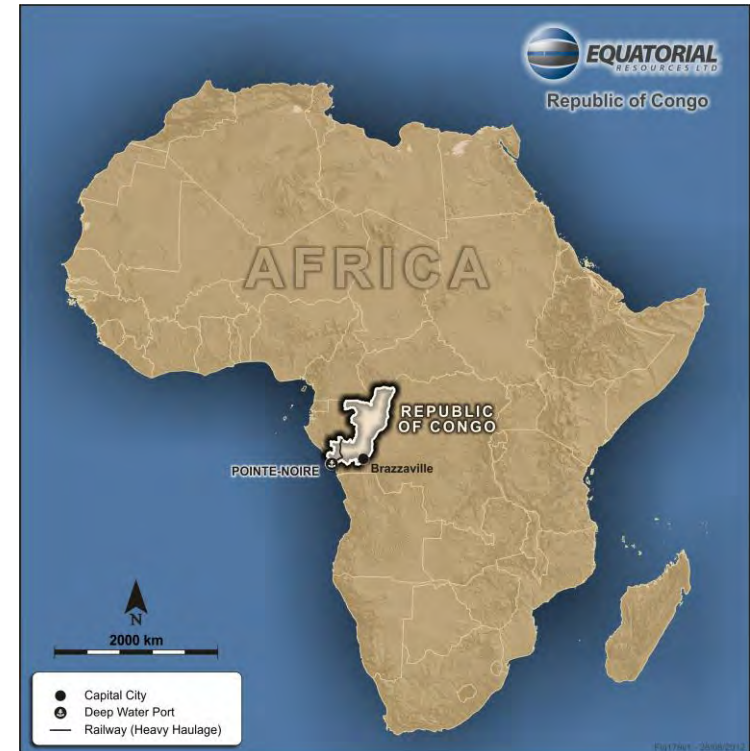 EQUATORIAL
RESOURCES LTD
Republic of Congo
AFRICA
REPUBLIC
OF CONGO
POINTE-NOIRE
Brazzaville
N
2000 km
Capital City
Deep Water Port
Railway (Heavy Haulage)